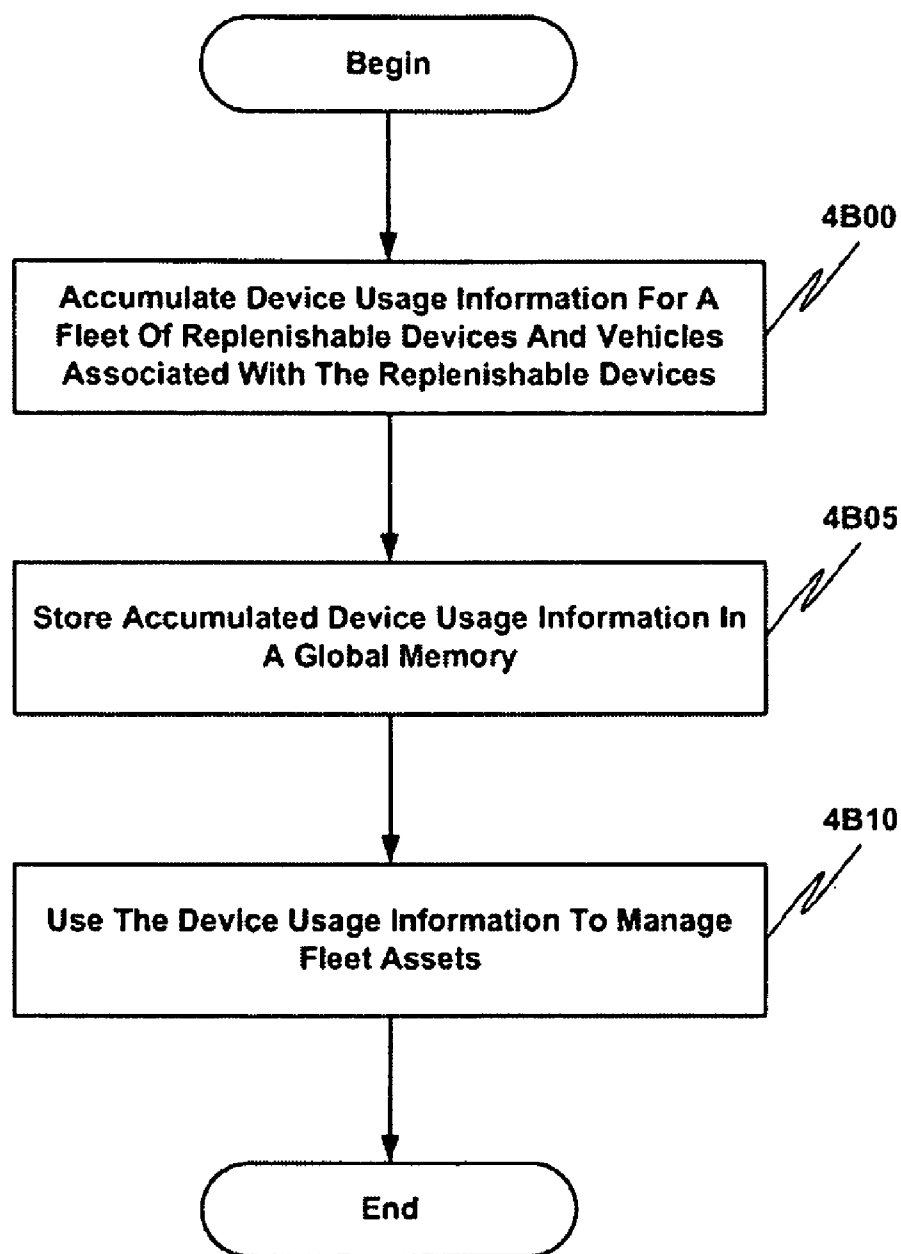 Begin
4B00
Accumulate Device Usage Information For A
Fleet Of Replenishable Devices And Vehicles
Associated With The Replenishable Devices
4B05
Store Accumulated Device Usage Information In
A Global Memory
4B10
Use The Device Usage Information To Manage
Fleet Assets
End